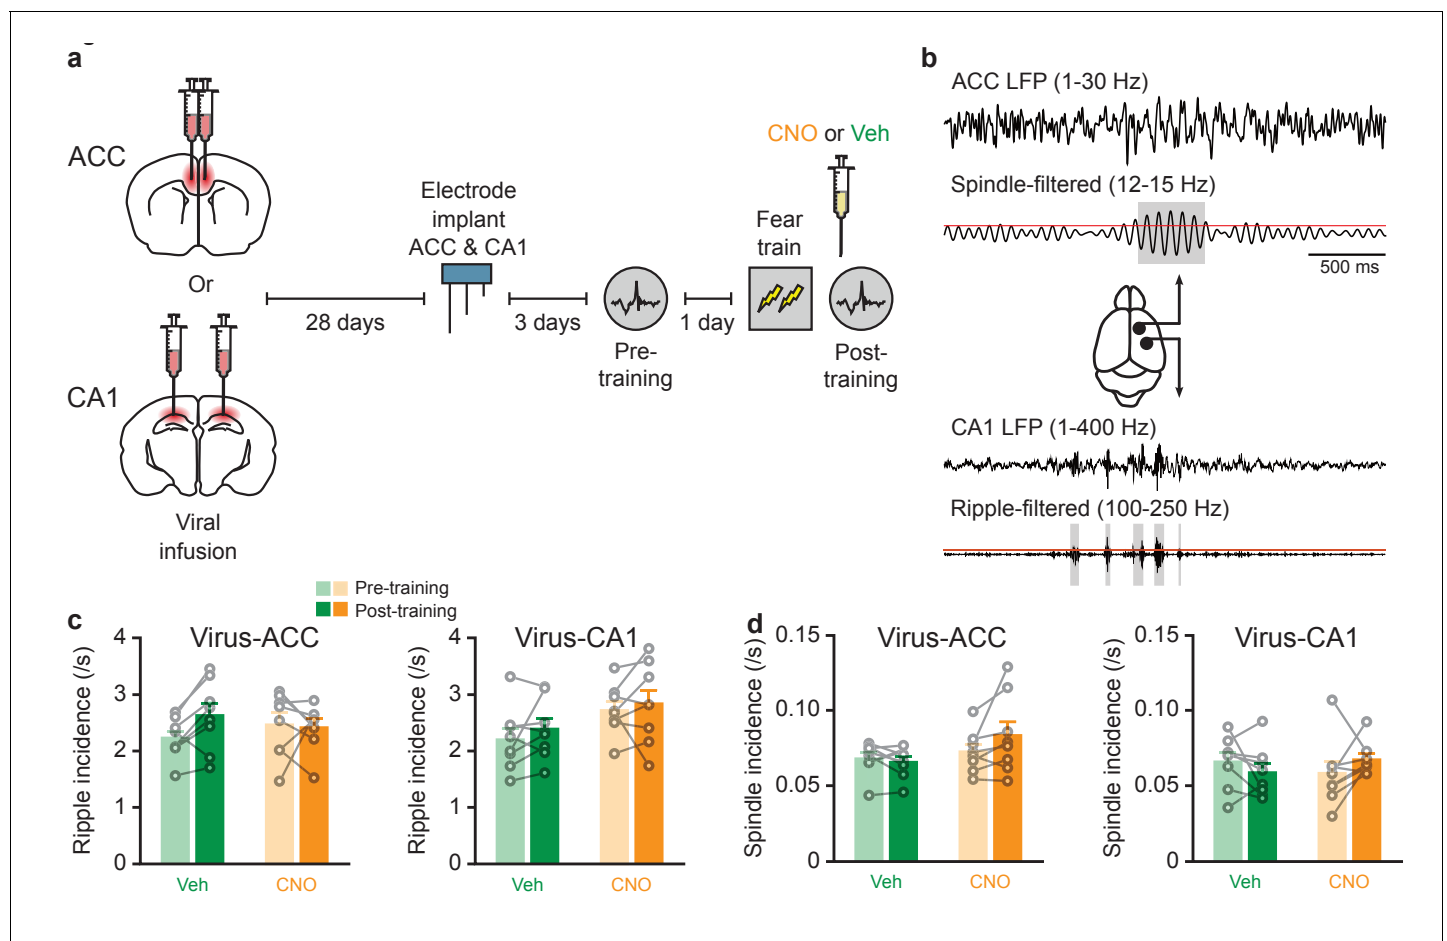 a
ACC
Or
CA1
Viral
infusion
28 days
Electrode
implant
ACC & CA1
3 days
Pre-
training
1 day
Fear
train
CNO or Veh
Post-
training
b
ACC LFP (1-30 Hz)
Spindle-filtered (12-15 Hz)
500 ms
CA1 LFP (1-400 Hz)
Ripple-filtered (100-250 Hz)
Pre-training
Post-training
c
Virus-ACC
Ripple incidence (/s)
4
3
2
1
0
Veh
CNO
Virus-CA1
Ripple incidence (/s)
4
3
2
1
0
Veh
CNO
d
Virus-ACC
Spindle incidence (/s)
0.15
0.10
0.05
0
Veh
CNO
Virus-CA1
Spindle incidence (/s)
0.15
0.10
0.05
0
Veh
CNO